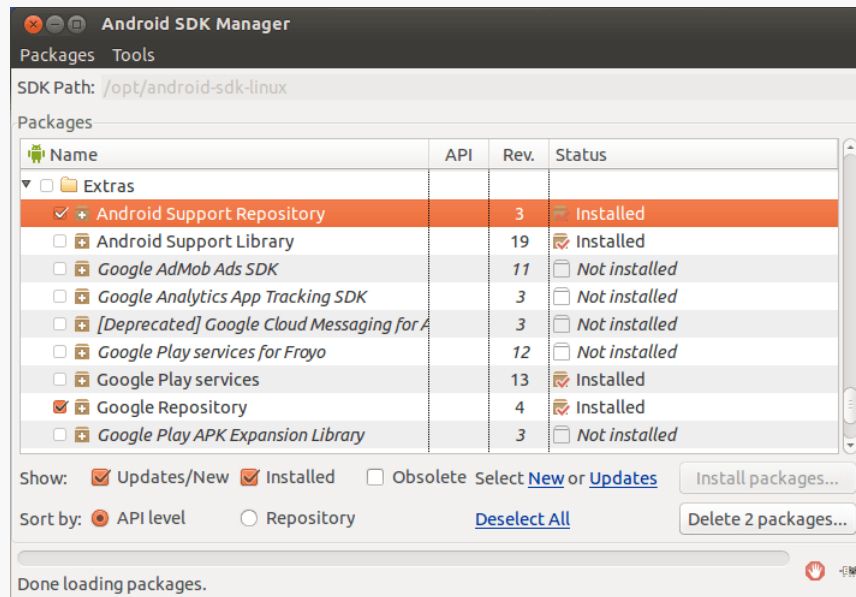 Android SDK Manager
Packages Tools
SDK Path: /opt/android-sdk-linux
Packages
Name API Rev. Status
Extras
Android Support Repository 3 Installed
Android Support Library 19 Installed
Google AdMob Ads SDK 11 Not installed
Google Analytics App Tracking SDK 3 Not installed
[Deprecated] Google Cloud Messaging for A 3 Not installed
Google Play services for Froyo 12 Not installed
Google Play services 13 Installed
Google Repository 4 Installed
Google Play APK Expansion Library 3 Not installed
Show: Updates/New Installed Obsolete Select New or Updates Install packages...
Sort by: API level Repository Deselect All Delete 2 packages...
Done loading packages.